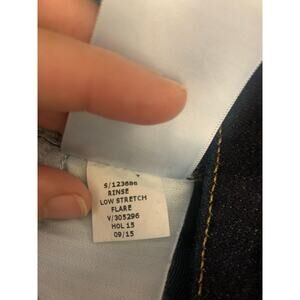 S/123686
RINSE
LOW STRETCH
FLARE
V/305296
HOL 15
09/15